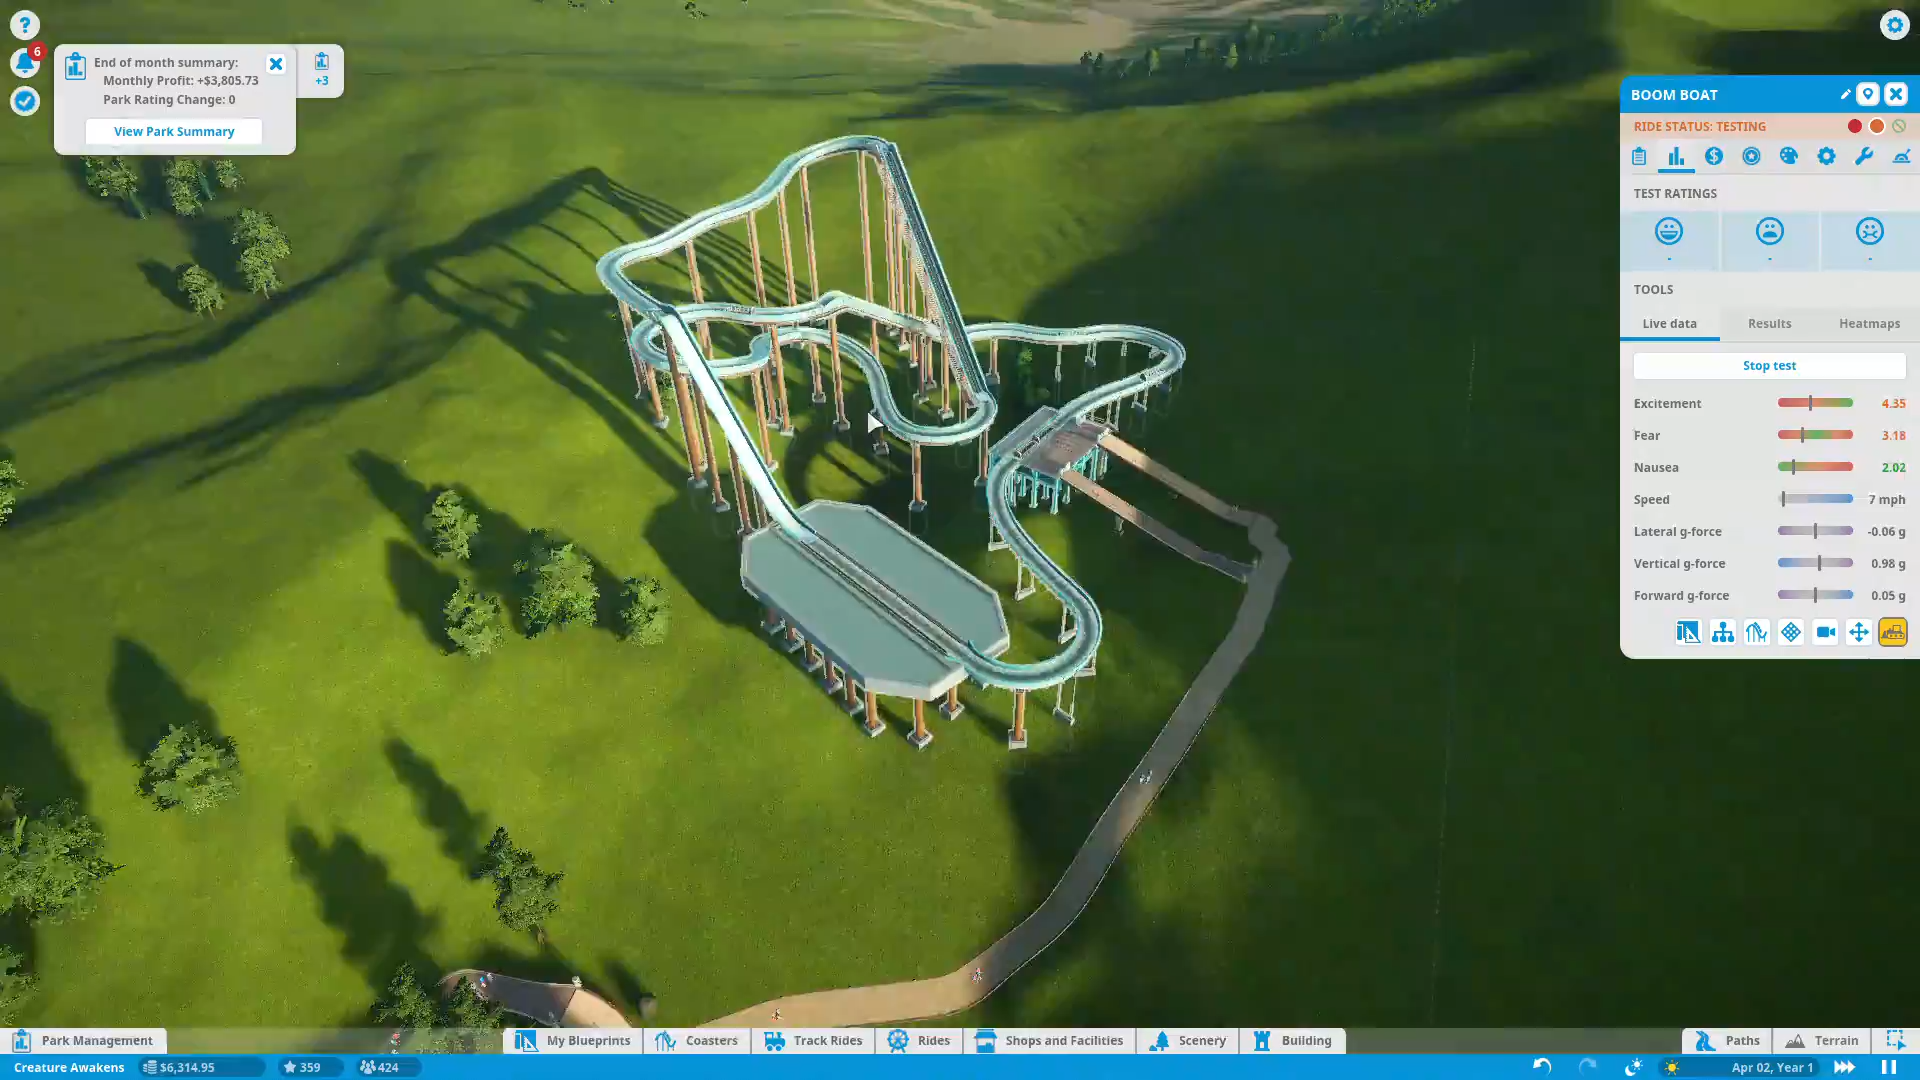 ?
6
End of month summary:
Monthly Profit: +$3,805.73
Park Rating Change: 0
View Park Summary
+3
BOOM BOAT
RIDE STATUS: TESTING
TEST RATINGS
- - -
TOOLS
Live data Results Heatmaps
Stop test
Excitement 4.35
Fear 3.18
Nausea 2.02
Speed 7 mph
Lateral g-force -0.06 g
Vertical g-force 0.98 g
Forward g-force 0.05 g
Park Management My Blueprints Coasters Track Rides Rides Shops and Facilities Scenery Building Paths Terrain
Creature Awakens $6,314.95 359 424 Apr 02, Year 1